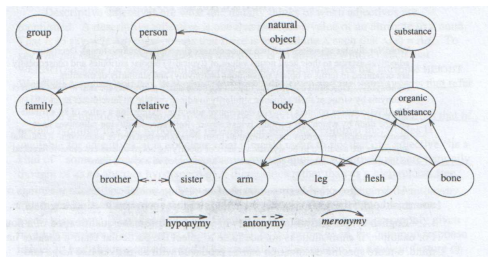 group
person
natural
object
substance
family
relative
body
organic
substance
brother
sister
arm
leg
flesh
bone
hyponymy
antonymy
meronymy